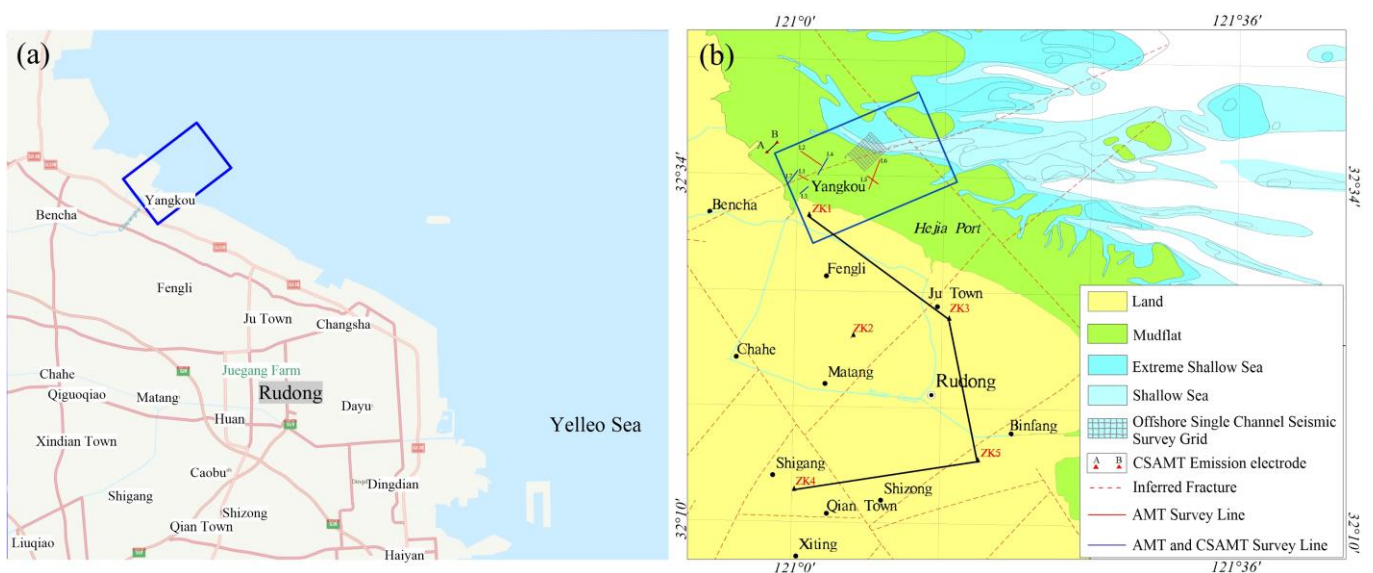 (a)
Bencha
Yangkou
Fengli
Ju Town
Changsha
Chahe
Juegang Farm
Qiguoqiao
Matang
Rudong
Dayu
Huan
Xindian Town
Yelleo Sea
Caobu
Shigang
Dingdian
Shizong
Qian Town
Liuqiao
Haiyan
121°0′
121°36′
(b)
B
A
L2
L4
L6
32°34′
32°34′
Yangkou
Bencha
ZK1
Hejia Port
Fengli
Ju Town
ZK3
ZK2
Chahe
Matang
Rudong
Binfang
Shigang
ZK5
ZK4
Shizong
Qian Town
32°10′
32°10′
Xiting
121°0′
121°36′
Land
Mudflat
Extreme Shallow Sea
Shallow Sea
Offshore Single Channel Seismic
Survey Grid
A B
CSAMT Emission electrode
Inferred Fracture
AMT Survey Line
AMT and CSAMT Survey Line